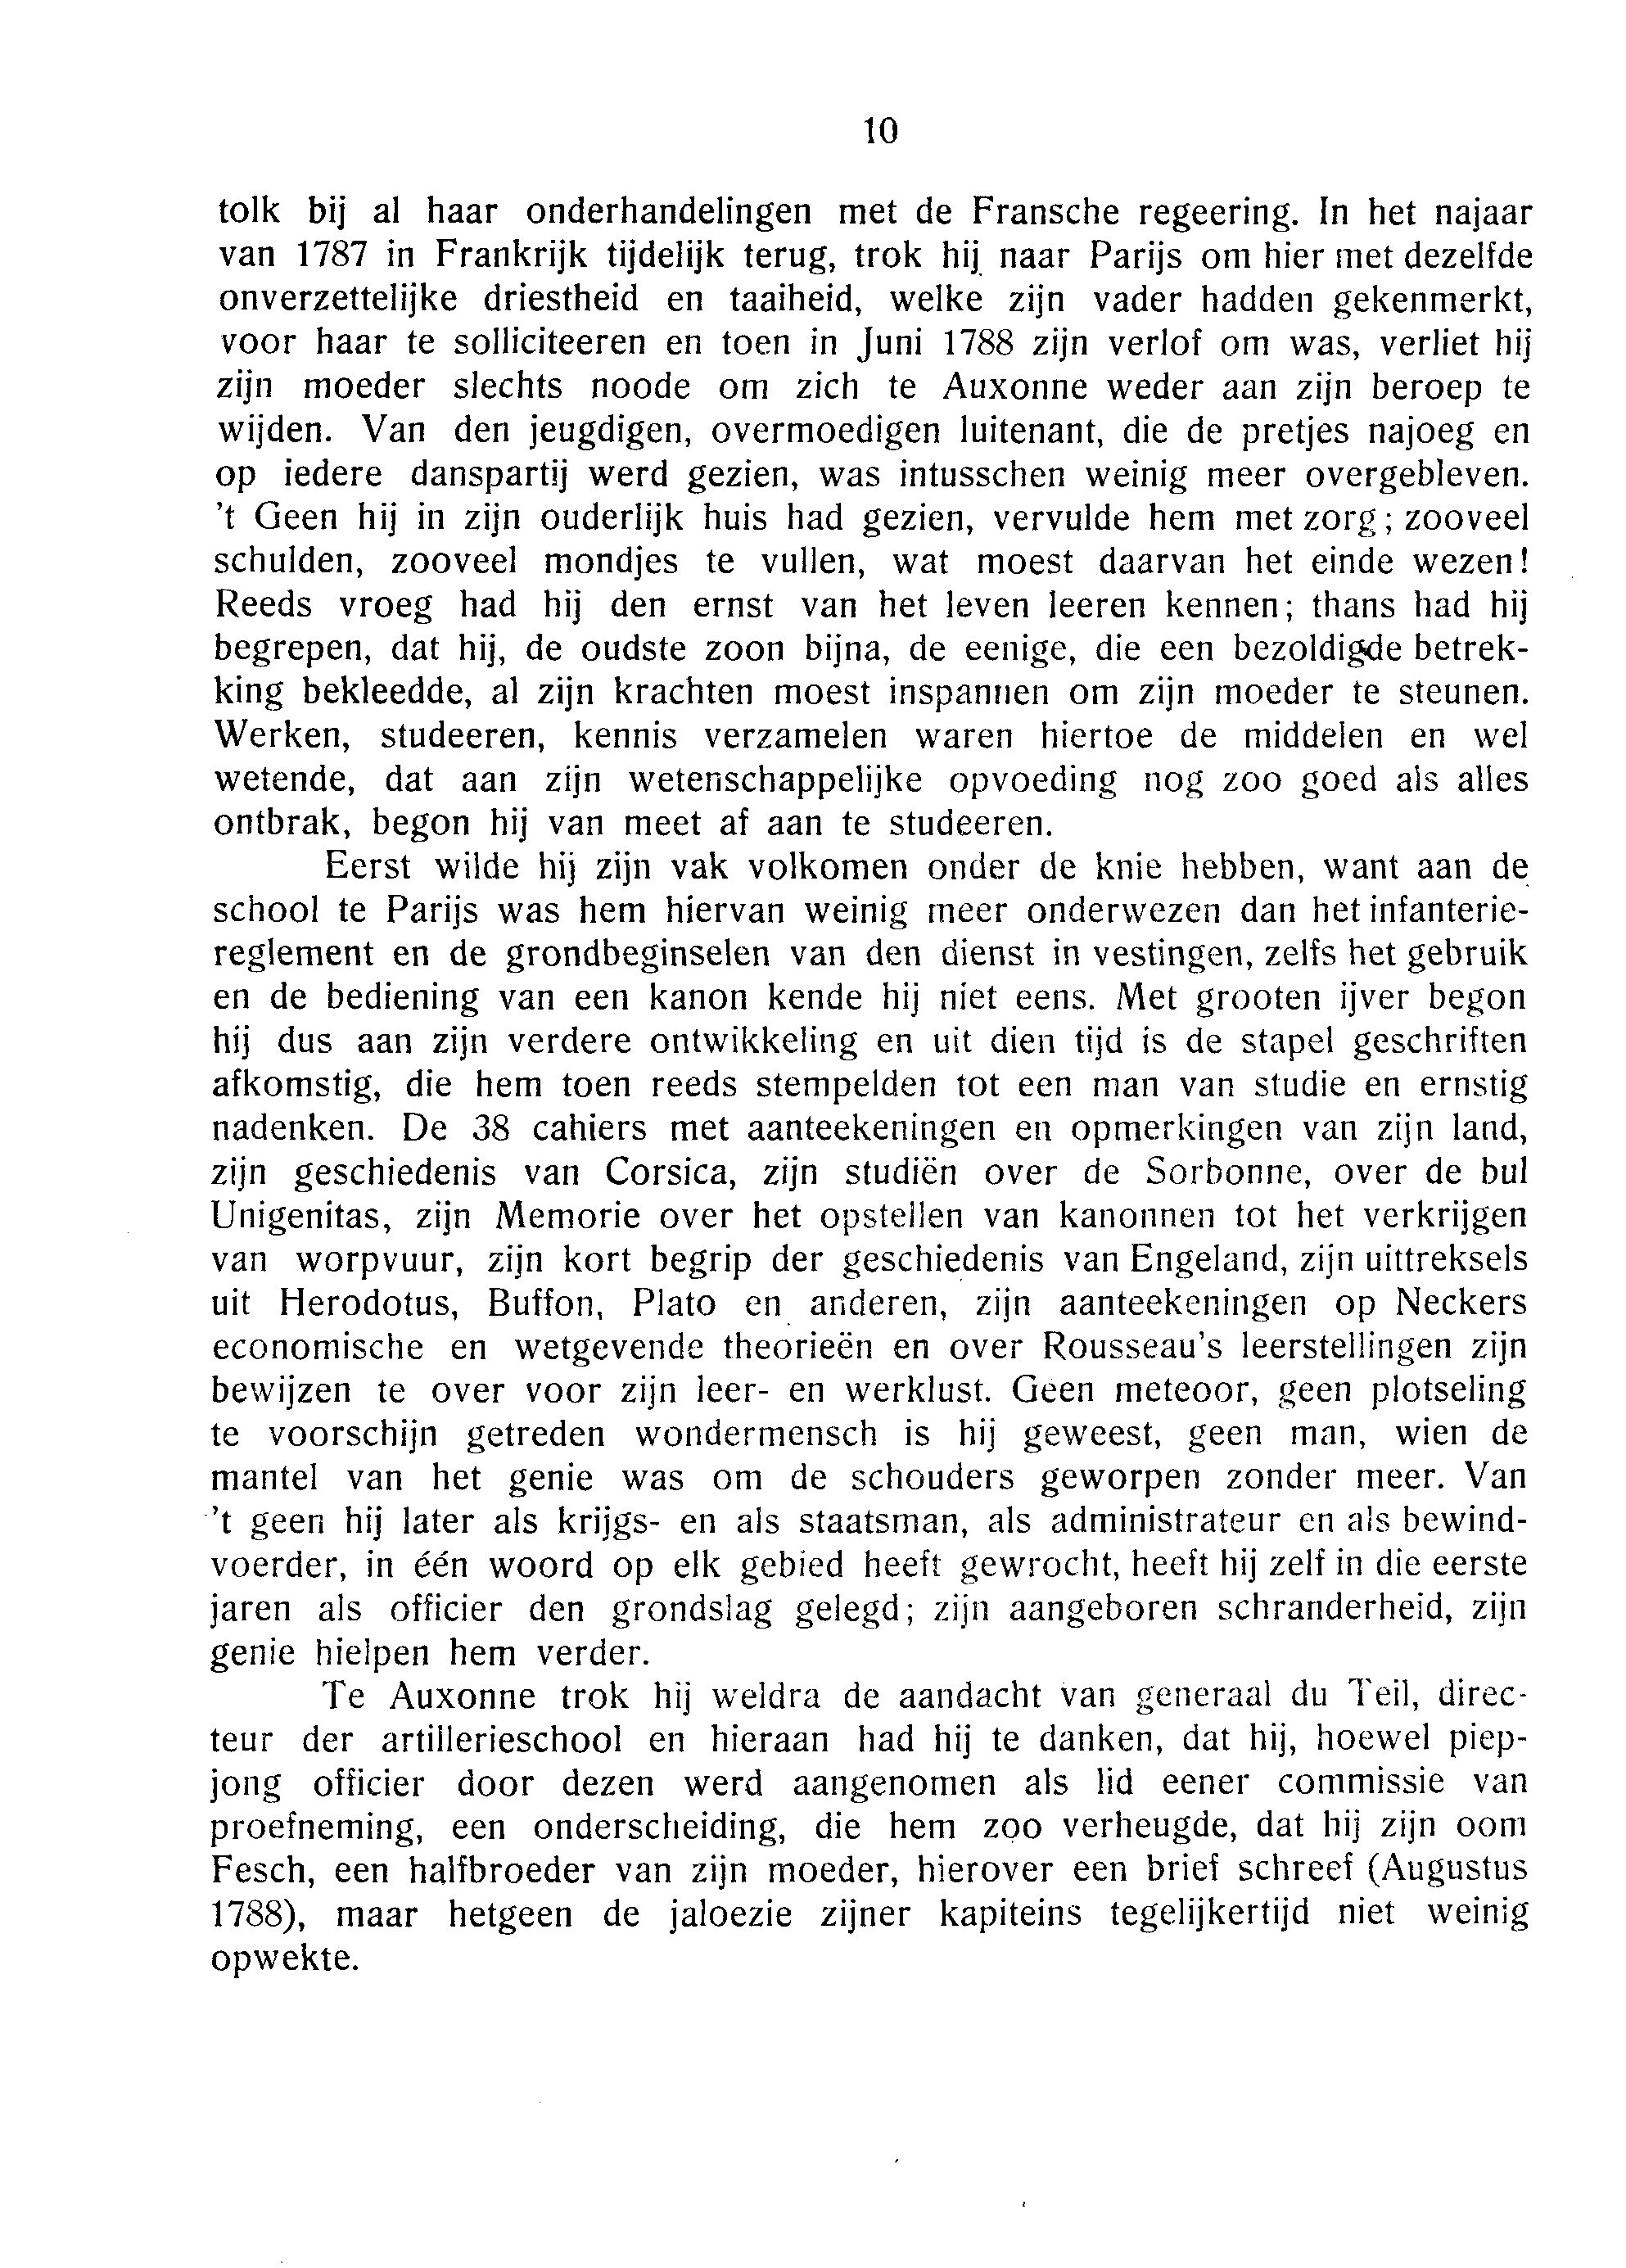 10
tolk bij al haar onderhandelingen met de Fransche regeering. In het najaar
van 1787 in Frankrijk tijdelijk terug, trok hij naar Parijs om hier met dezelfde
onverzettelijke driestheid en taaiheid, welke zijn vader hadden gekenmerkt,
voor haar te solliciteeren en toen in Juni 1788 zijn verlof om was, verliet hij
zijn moeder slechts noode om zich te Auxonne weder aan zijn beroep te
wijden. Van den jeugdigen, overmoedigen luitenant, die de pretjes najoeg en
op iedere danspartij werd gezien, was intusschen weinig meer overgebleven.
't Geen hij in zijn ouderlijk huis had gezien, vervulde hem met zorg; zooveel
schulden, zooveel mondjes te vullen, wat moest daarvan het einde wezen!
Reeds vroeg had hij den ernst van het leven leeren kennen; thans had hij
begrepen, dat hij, de oudste zoon bijna, de eenige, die een bezoldigde betrek-
king bekleedde, al zijn krachten moest inspannen om zijn moeder te steunen.
Werken, studeeren, kennis verzamelen waren hiertoe de middelen en wel
wetende, dat aan zijn wetenschappelijke opvoeding nog zoo goed als alles
ontbrak, begon hij van meet af aan te studeeren.
Eerst wilde hij zijn vak volkomen onder de knie hebben, want aan de
school te Parijs was hem hiervan weinig meer onderwezen dan het infanterie-
reglement en de grondbeginselen van den dienst in vestingen, zelfs het gebruik
en de bediening van een kanon kende hij niet eens. Met grooten ijver begon
hij dus aan zijn verdere ontwikkeling en uit dien tijd is de stapel geschriften
afkomstig, die hem toen reeds stempelden tot een man van studie en ernstig
nadenken. De 38 cahiers met aanteekeningen en opmerkingen van zijn land,
zijn geschiedenis van Corsica, zijn studiën over de Sorbonne, over de bul
Unigenitas, zijn Memorie over het opstellen van kanonnen tot het verkrijgen
van worpvuur, zijn kort begrip der geschiedenis van Engeland, zijn uittreksels
uit Herodotus, Buffon, Plato en anderen, zijn aanteekeningen op Neckers
economische en wetgevende theorieën en over Rousseau's leerstellingen zijn
bewijzen te over voor zijn leer- en werklust. Geen meteoor, geen plotseling
te voorschijn getreden wondermensch is hij geweest, geen man, wien de
mantel van het genie was om de schouders geworpen zonder meer. Van
't geen hij later als krijgs- en als staatsman, als administrateur en als bewind-
voerder, in één woord op elk gebied heeft gewrocht, heeft hij zelf in die eerste
jaren als officier den grondslag gelegd; zijn aangeboren schranderheid, zijn
genie hielpen hem verder.
Te Auxonne trok hij weldra de aandacht van generaal du Teil, direc-
teur der artillerieschool en hieraan had hij te danken, dat hij, hoewel piep-
jong officier door dezen werd aangenomen als lid eener commissie van
proefneming, een onderscheiding, die hem zoo verheugde, dat hij zijn oom
Fesch, een halfbroeder van zijn moeder, hierover een brief schreef (Augustus
1788), maar hetgeen de jaloezie zijner kapiteins tegelijkertijd niet weinig
opwekte.